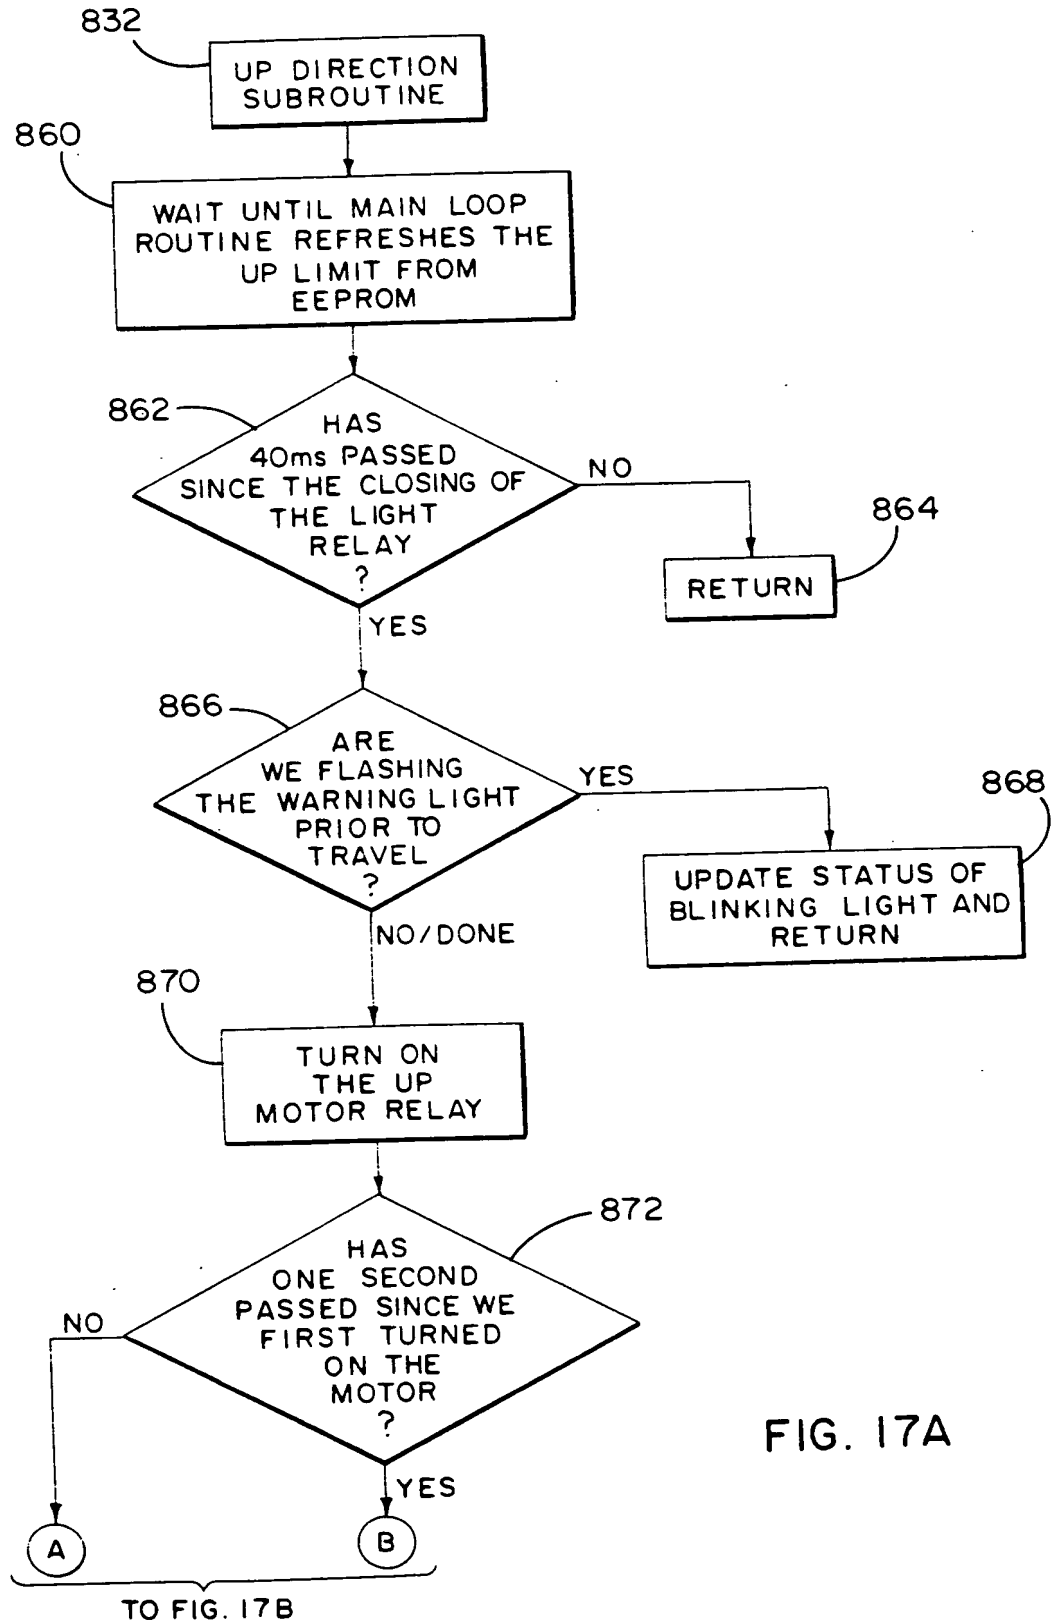 832
UP DIRECTION
SUBROUTINE
860
WAIT UNTIL MAIN LOOP
ROUTINE REFRESHES THE
UP LIMIT FROM
EEPROM
862
HAS
40ms PASSED
SINCE THE CLOSING OF
THE LIGHT
RELAY
?
NO
864
RETURN
YES
866
ARE
WE FLASHING
THE WARNING LIGHT
PRIOR TO
TRAVEL
?
YES
868
UPDATE STATUS OF
BLINKING LIGHT AND
RETURN
NO/DONE
870
TURN ON
THE UP
MOTOR RELAY
872
HAS
ONE SECOND
PASSED SINCE WE
FIRST TURNED
ON THE
MOTOR
?
NO
YES
A
B
TO FIG. 17B
FIG. 17A